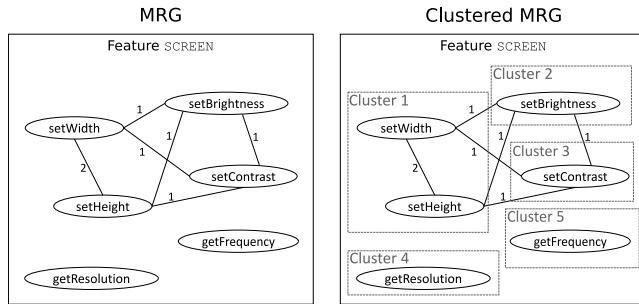 MRG
Feature SCREEN
1
setBrightness
setWidth
1
1
1
2
setContrast
1
setHeight
getFrequency
getResolution
Clustered MRG
Feature SCREEN
Cluster 2
Cluster 1
1
setBrightness
setWidth
1
1
1
Cluster 3
2
setContrast
1
setHeight
Cluster 5
getFrequency
Cluster 4
getResolution